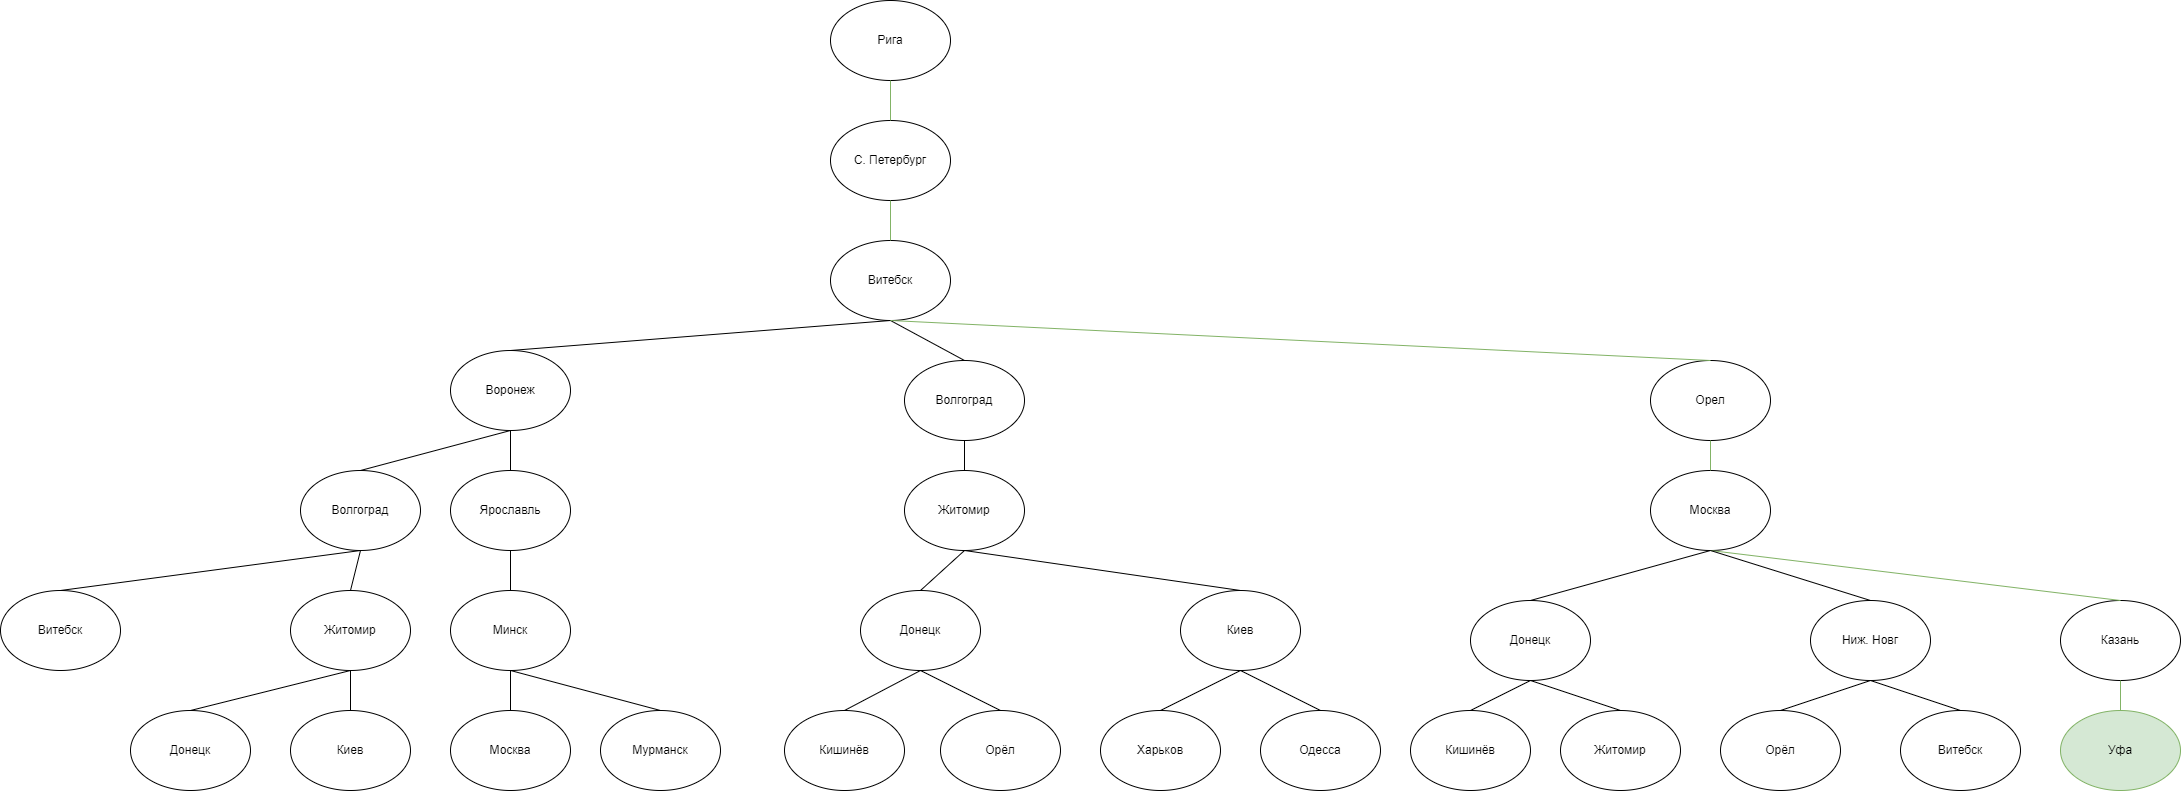 Рига
С. Петербург
Витебск
Воронеж
Волгоград
Орел
Волгоград
Ярославль
Житомир
Москва
Витебск
Житомир
Минск
Донецк
Киев
Донецк
Ниж. Новг
Казань
Донецк
Киев
Москва
Мурманск
Кишинёв
Орёл
Харьков
Одесса
Кишинёв
Житомир
Орёл
Витебск
Уфа